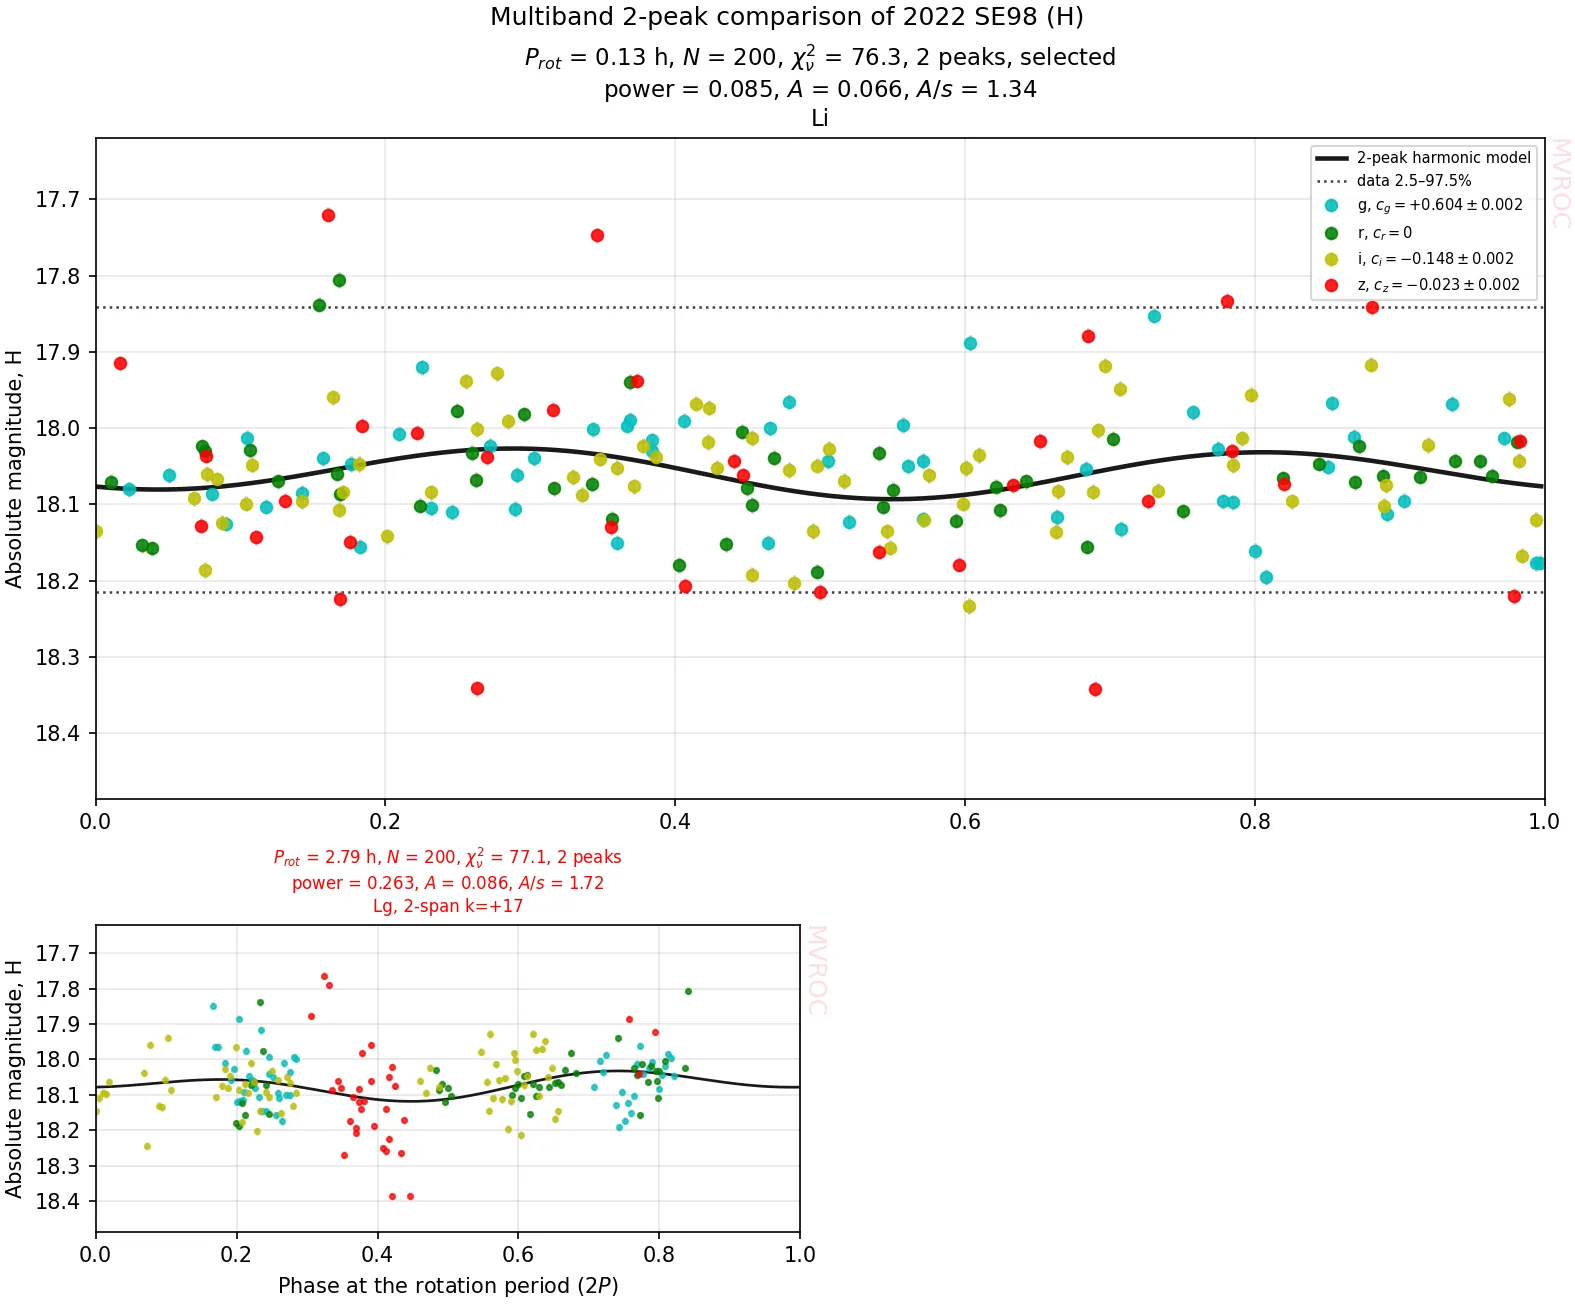 Multiband 2-peak comparison of 2022 SE98 (H)
P_rot = 0.13 h, N = 200, χ²_ν = 76.3, 2 peaks, selected
power = 0.085, A = 0.066, A/s = 1.34
Li
Absolute magnitude, H
17.7
17.8
17.9
18.0
18.1
18.2
18.3
18.4
0.0 0.2 0.4 0.6 0.8 1.0
2-peak harmonic model
data 2.5–97.5%
g, c_g = +0.604 ± 0.002
r, c_r = 0
i, c_i = −0.148 ± 0.002
z, c_z = −0.023 ± 0.002
MVROC
P_rot = 2.79 h, N = 200, χ²_ν = 77.1, 2 peaks
power = 0.263, A = 0.086, A/s = 1.72
Lg, 2-span k=+17
Absolute magnitude, H
17.7
17.8
17.9
18.0
18.1
18.2
18.3
18.4
0.0 0.2 0.4 0.6 0.8 1.0
Phase at the rotation period (2P)
MVROC